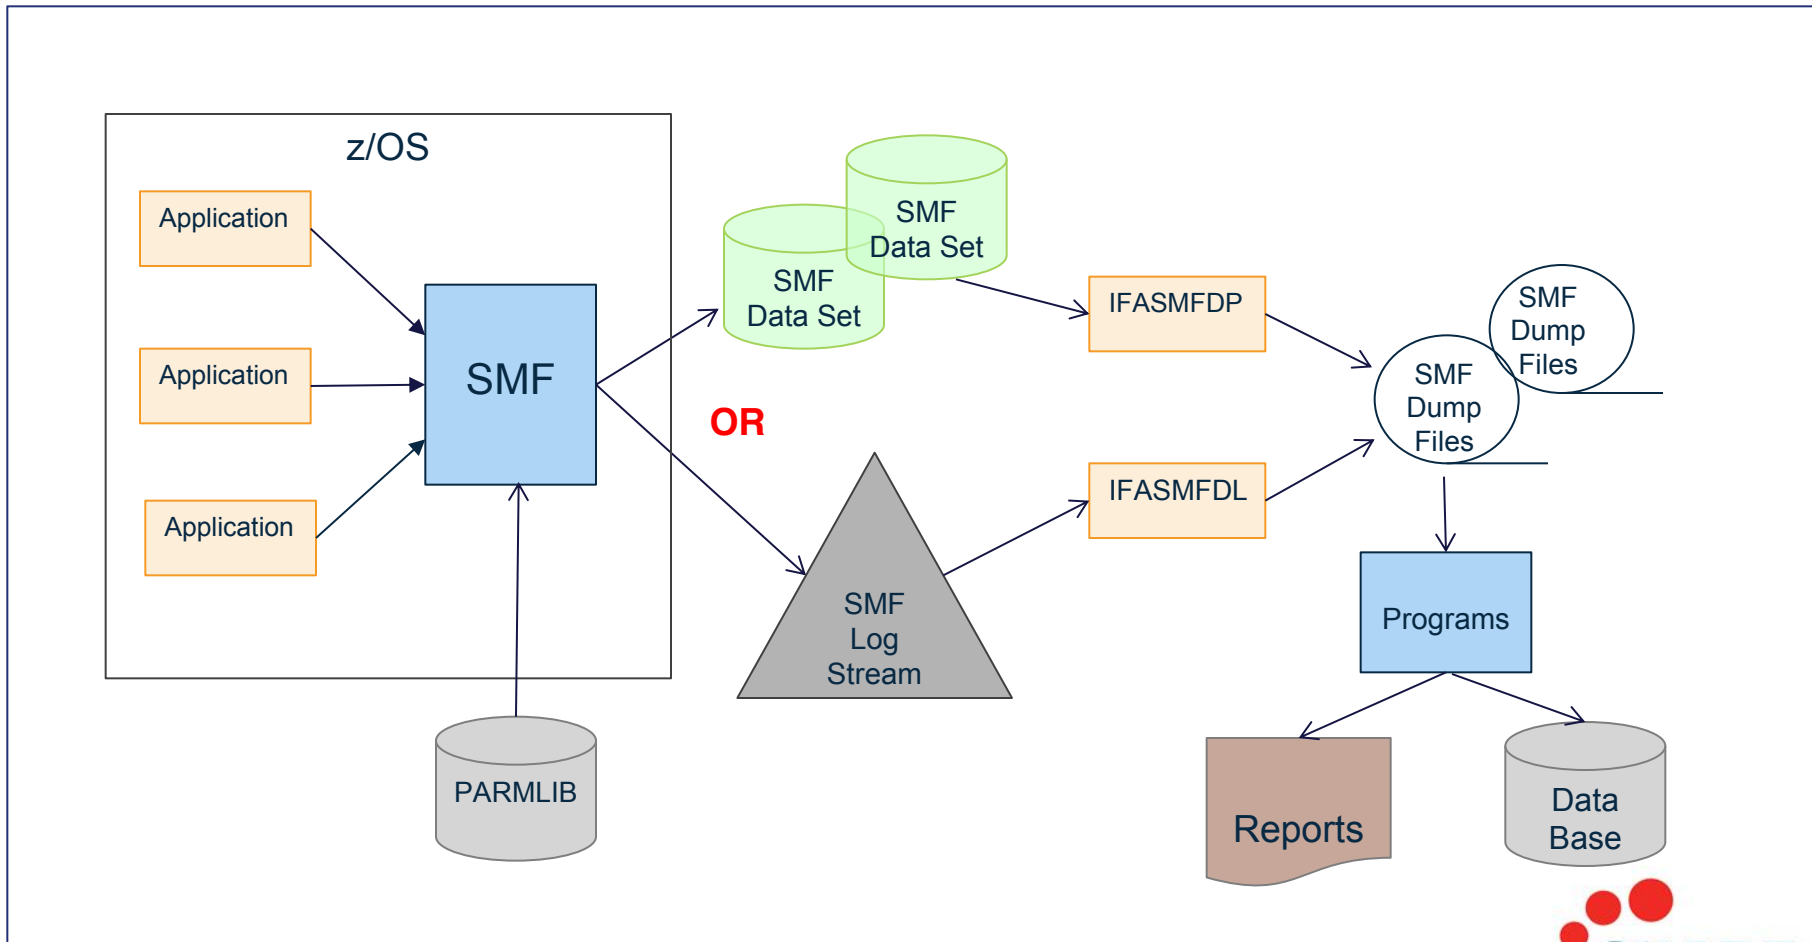 z/OS
Application
Application
Application
SMF
PARMLIB
SMF
Data Set
SMF
Data Set
OR
SMF
Log
Stream
IFASMFDP
IFASMFDL
SMF
Dump
Files
SMF
Dump
Files
Programs
Reports
Data
Base